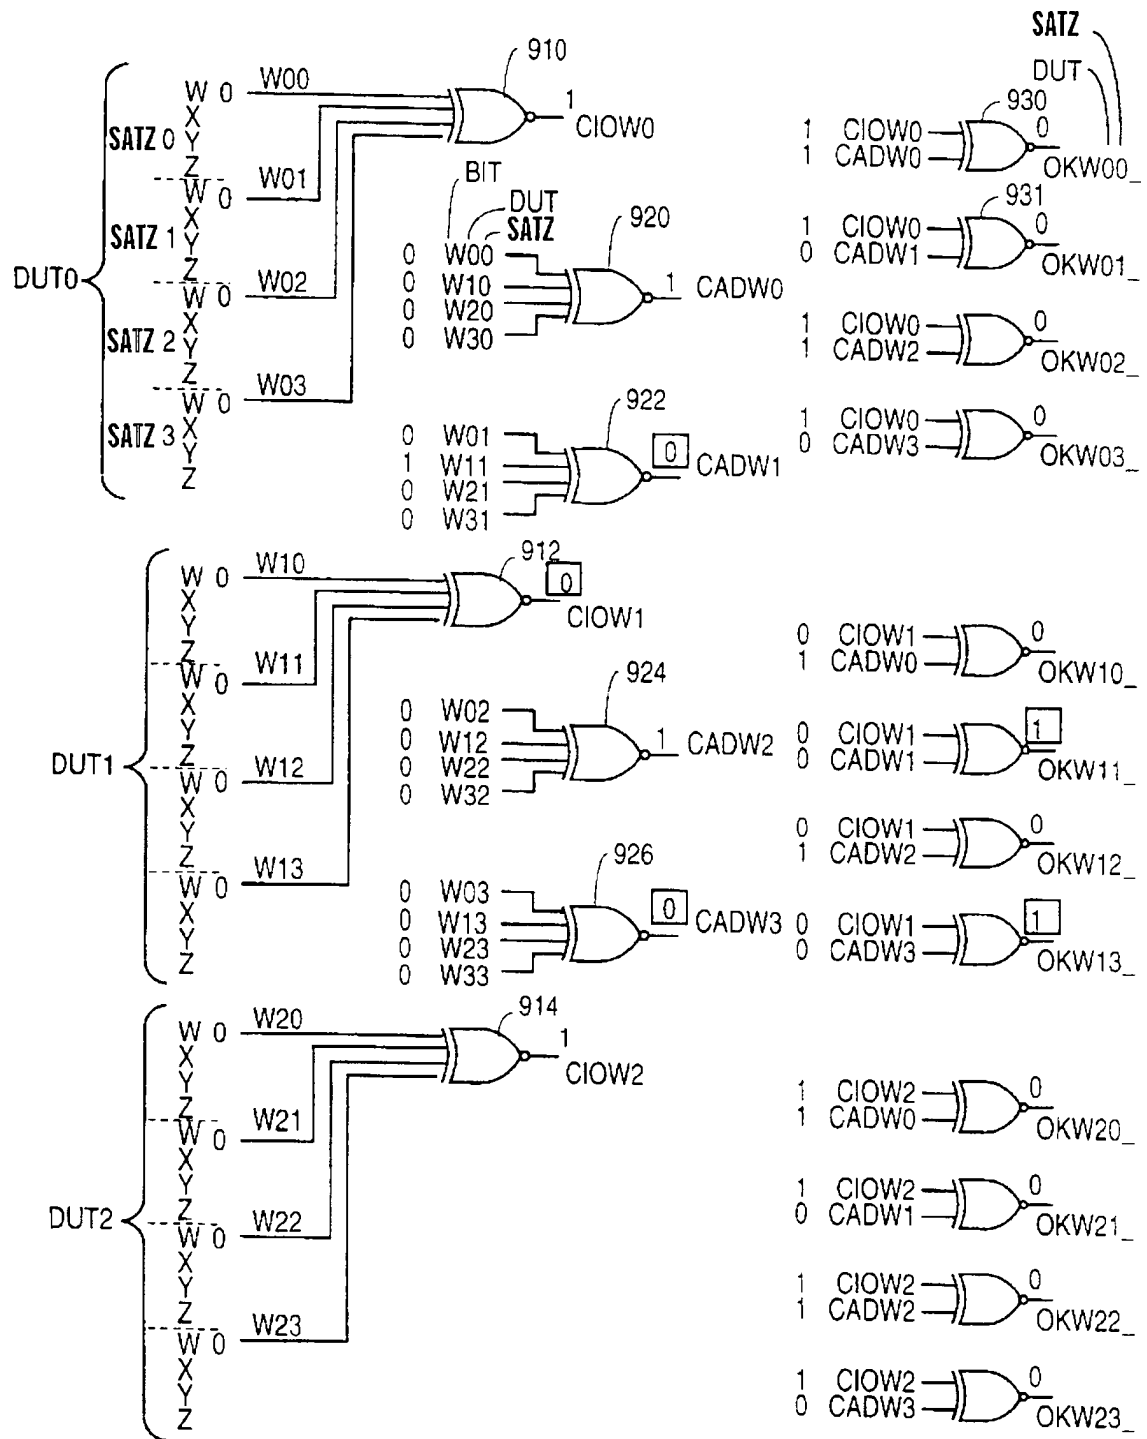 SATZ
DUT
910
W 0 W00
X
SATZ 0 Y
Z
1
CIOW0
W 0 W01
X
SATZ 1 Y
Z
DUT0
W 0 W02
X
SATZ 2 Y
Z
W 0 W03
X
SATZ 3 Y
Z
BIT
DUT
SATZ
920
0 W00
0 W10
0 W20
0 W30
1 CADW0
922
0 W01
1 W11
0 W21
0 W31
0 CADW1
930
1 CIOW0
1 CADW0
0
OKW00_
931
1 CIOW0
0 CADW1
0
OKW01_
1 CIOW0
1 CADW2
0
OKW02_
1 CIOW0
0 CADW3
0
OKW03_
912
W 0 W10
X
Y
Z
0
CIOW1
W 0 W11
X
Y
Z
DUT1
W 0 W12
X
Y
Z
W 0 W13
X
Y
Z
924
0 W02
0 W12
0 W22
0 W32
1 CADW2
926
0 W03
0 W13
0 W23
0 W33
0 CADW3
0 CIOW1
1 CADW0
0
OKW10_
0 CIOW1
0 CADW1
1
OKW11_
0 CIOW1
1 CADW2
0
OKW12_
0 CIOW1
0 CADW3
1
OKW13_
914
W 0 W20
X
Y
Z
1
CIOW2
W 0 W21
X
Y
Z
DUT2
W 0 W22
X
Y
Z
W 0 W23
X
Y
Z
1 CIOW2
1 CADW0
0
OKW20_
1 CIOW2
0 CADW1
0
OKW21_
1 CIOW2
1 CADW2
0
OKW22_
1 CIOW2
0 CADW3
0
OKW23_